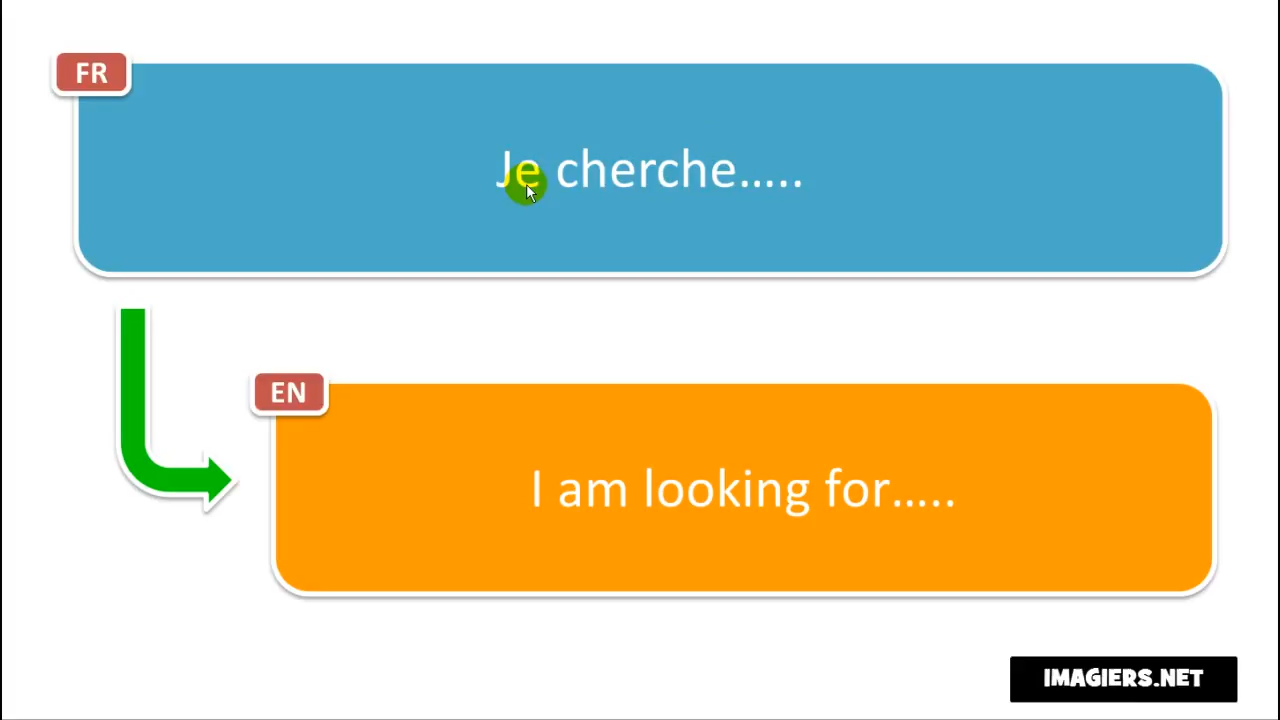 FR
Je cherche.....
EN
I am looking for.....
IMAGIERS.NET